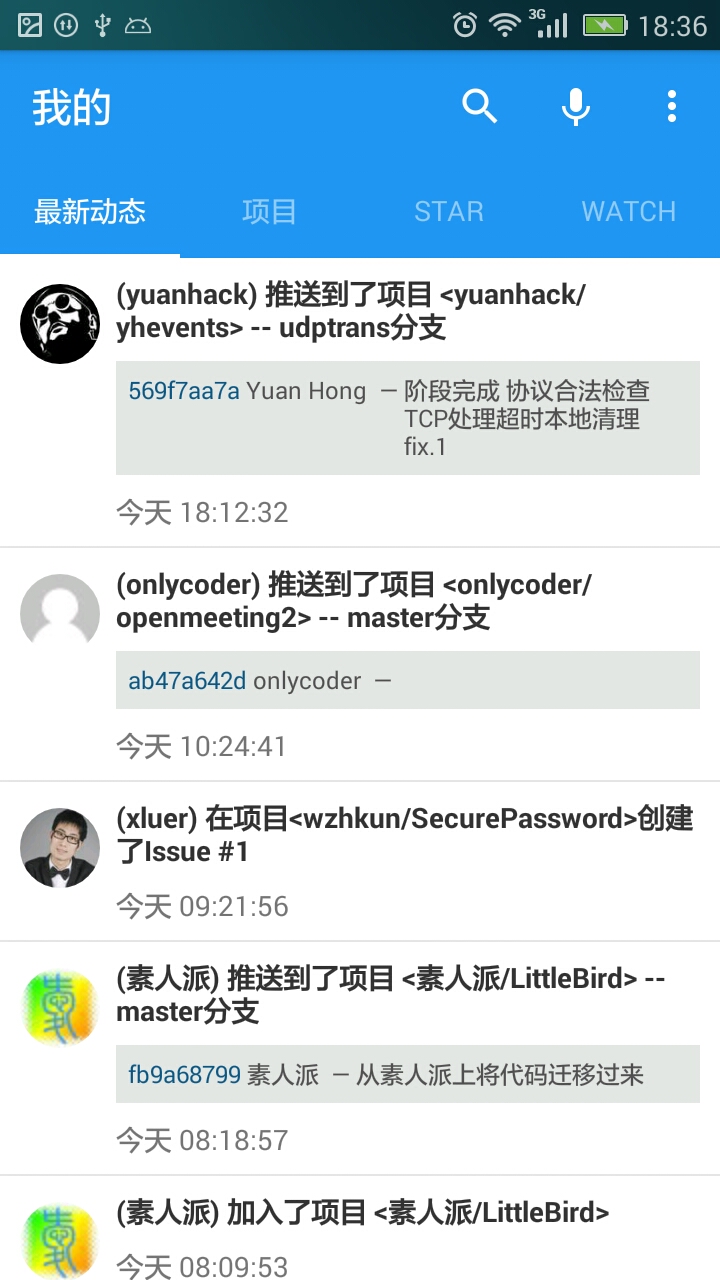 3G 18:36
我的
最新动态 项目 STAR WATCH
(yuanhack) 推送到了项目 <yuanhack/
yhevents> -- udptrans分支
569f7aa7a Yuan Hong — 阶段完成 协议合法检查
TCP处理超时本地清理
fix.1
今天 18:12:32
(onlycoder) 推送到了项目 <onlycoder/
openmeeting2> -- master分支
ab47a642d onlycoder —
今天 10:24:41
(xluer) 在项目<wzhkun/SecurePassword>创建
了Issue #1
今天 09:21:56
(素人派) 推送到了项目 <素人派/LittleBird> --
master分支
fb9a68799 素人派 — 从素人派上将代码迁移过来
今天 08:18:57
(素人派) 加入了项目 <素人派/LittleBird>
今天 08:09:53